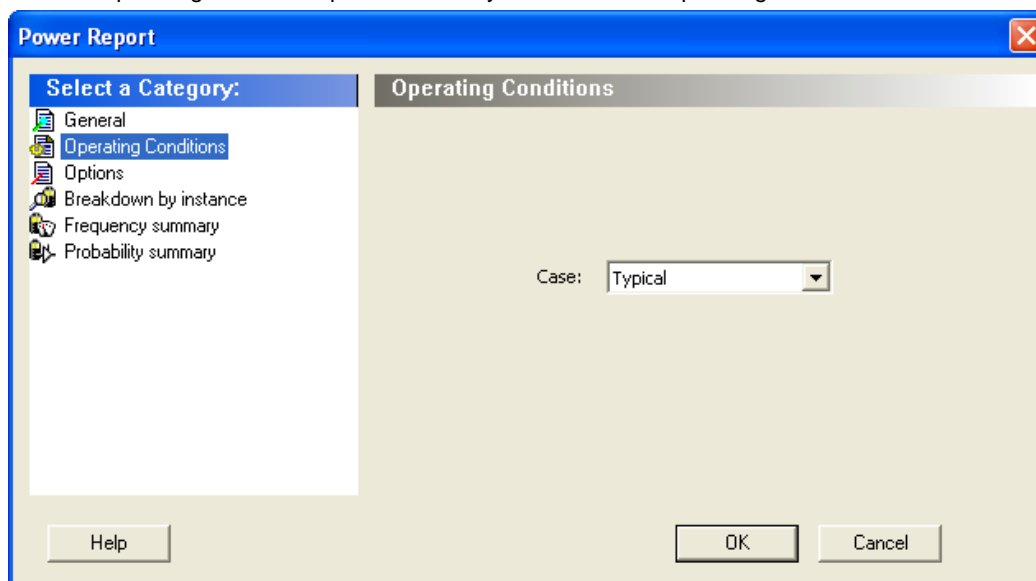 Power Report
Select a Category:
General
Operating Conditions
Options
Breakdown by instance
Frequency summary
Probability summary
Operating Conditions
Case: Typical
Help
OK
Cancel